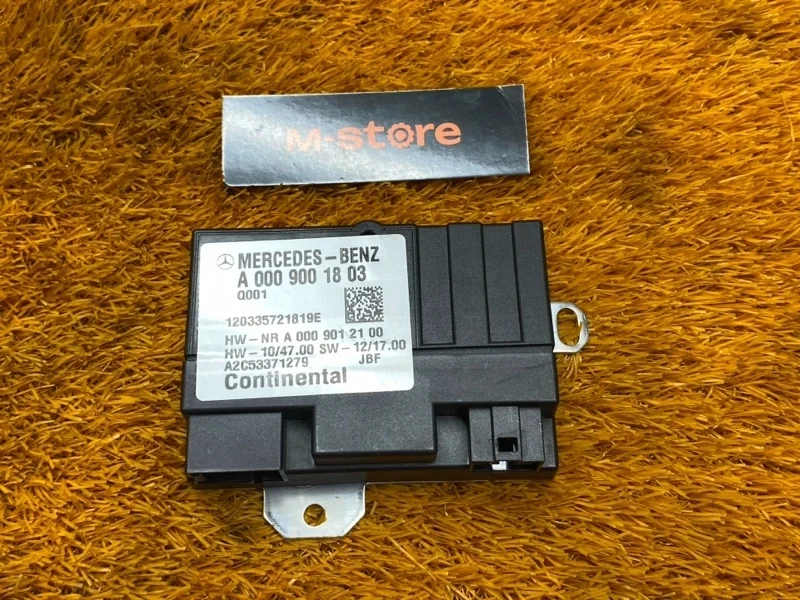 M-store
MERCEDES-BENZ
A 000 900 18 03
Q001
120335721819E
HW-NR A 000 901 21 00
HW-10/47.00 SW-12/17.00
A2C53371279 JBF
Continental